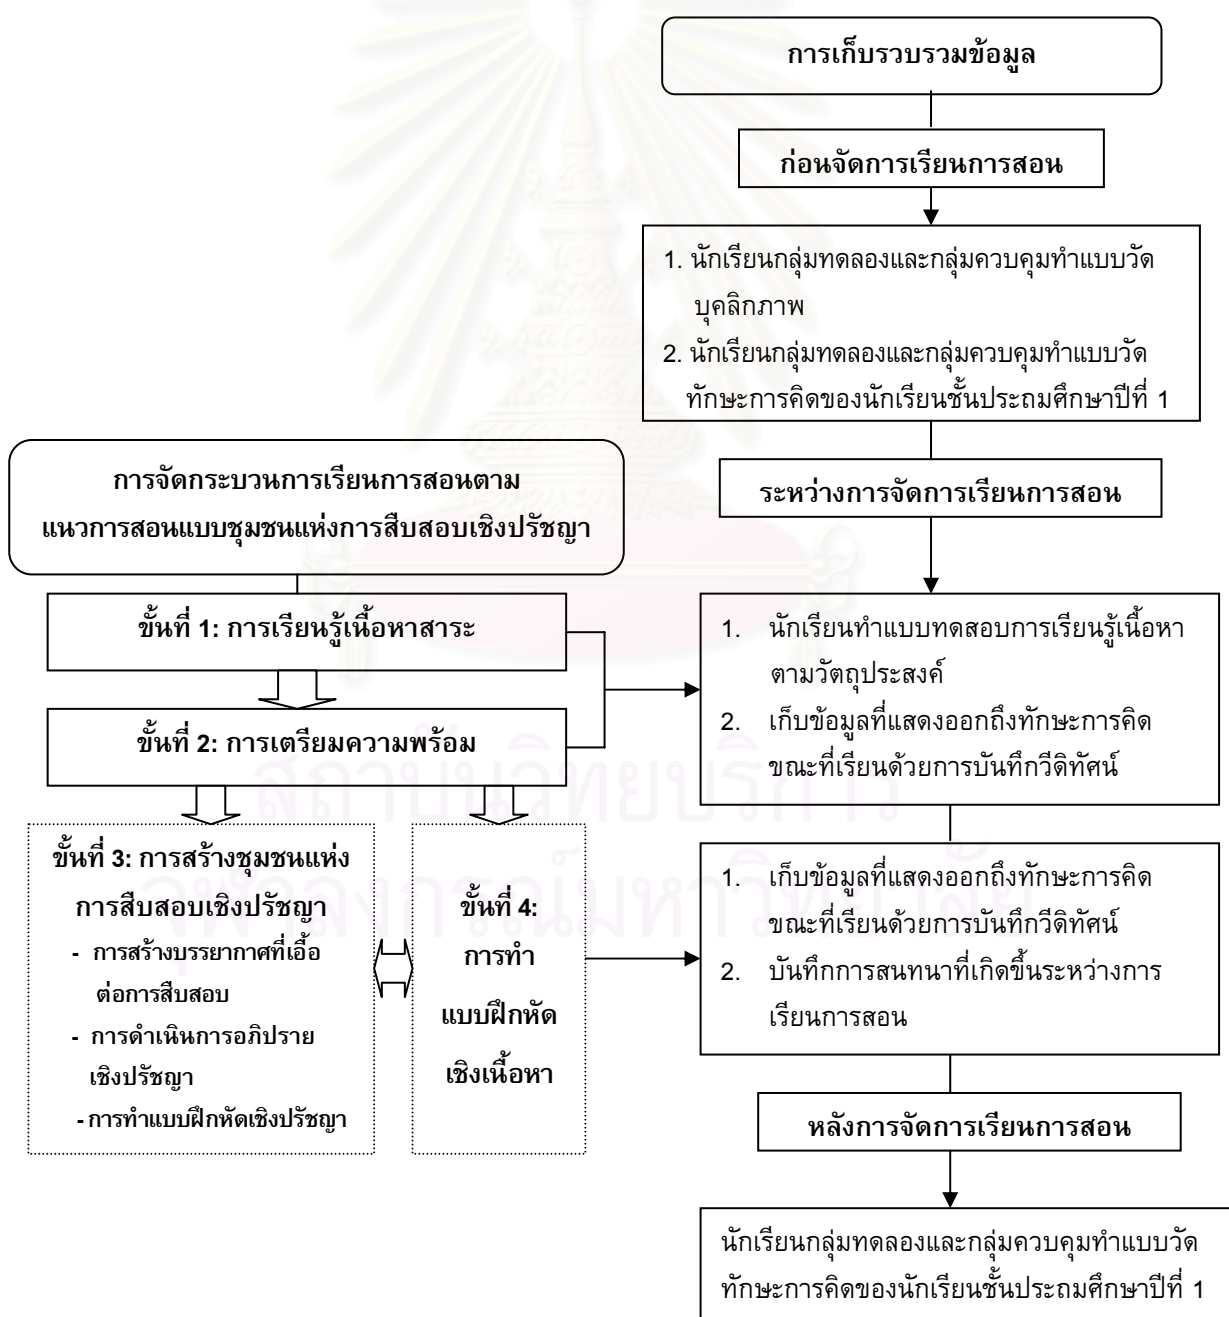 การเก็บรวบรวมข้อมูล
ก่อนจัดการเรียนการสอน
1. นักเรียนกลุ่มทดลองและกลุ่มควบคุมทำแบบวัด
บุคลิกภาพ
2. นักเรียนกลุ่มทดลองและกลุ่มควบคุมทำแบบวัด
ทักษะการคิดของนักเรียนชั้นประถมศึกษาปีที่ 1
การจัดกระบวนการเรียนการสอนตาม
แนวการสอนแบบชุมชนแห่งการสืบสอบเชิงปรัชญา
ระหว่างการจัดการเรียนการสอน
ขั้นที่ 1: การเรียนรู้เนื้อหาสาระ
ขั้นที่ 2: การเตรียมความพร้อม
1. นักเรียนทำแบบทดสอบการเรียนรู้เนื้อหา
ตามวัตถุประสงค์
2. เก็บข้อมูลที่แสดงออกถึงทักษะการคิด
ขณะที่เรียนด้วยการบันทึกวีดิทัศน์
ขั้นที่ 3: การสร้างชุมชนแห่ง
การสืบสอบเชิงปรัชญา
- การสร้างบรรยากาศที่เอื้อ
ต่อการสืบสอบ
- การดำเนินการอภิปราย
เชิงปรัชญา
- การทำแบบฝึกหัดเชิงปรัชญา
ขั้นที่ 4:
การทำ
แบบฝึกหัด
เชิงเนื้อหา
1. เก็บข้อมูลที่แสดงออกถึงทักษะการคิด
ขณะที่เรียนด้วยการบันทึกวีดิทัศน์
2. บันทึกการสนทนาที่เกิดขึ้นระหว่างการ
เรียนการสอน
หลังการจัดการเรียนการสอน
นักเรียนกลุ่มทดลองและกลุ่มควบคุมทำแบบวัด
ทักษะการคิดของนักเรียนชั้นประถมศึกษาปีที่ 1
สถาบันวิทยบริการ
จุฬาลงกรณ์มหาวิทยาลัย